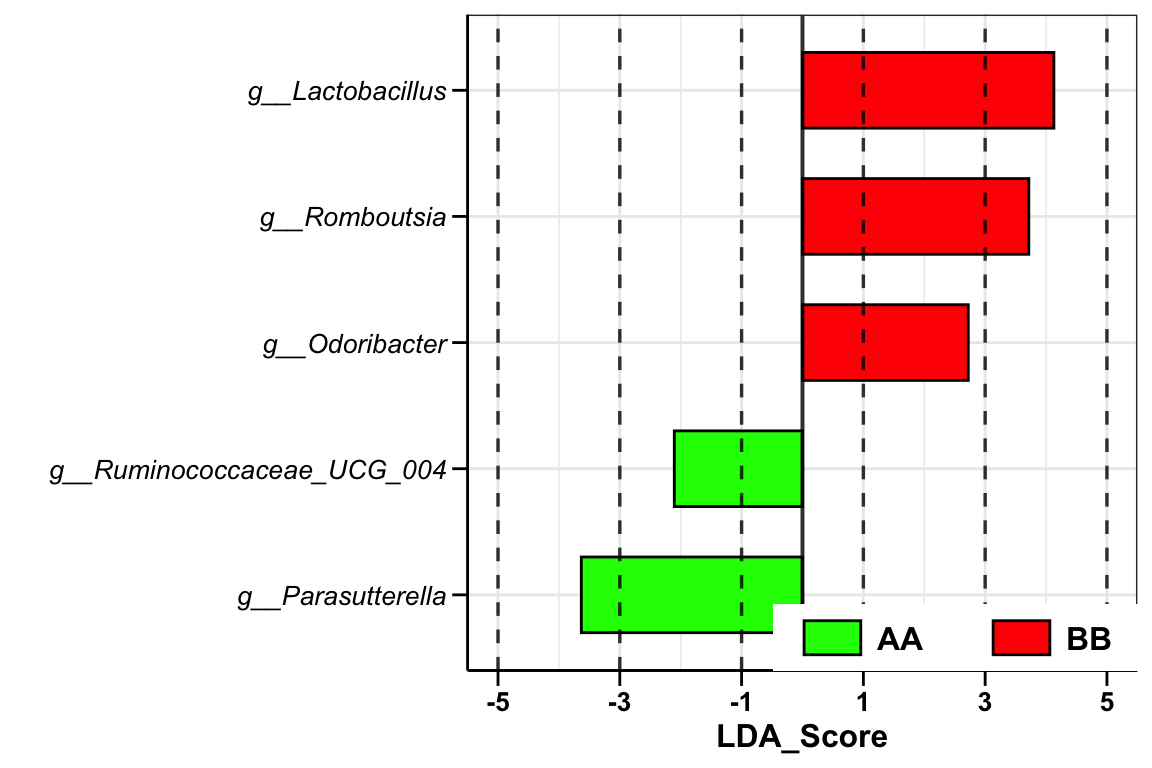 g__Lactobacillus
g__Romboutsia
g__Odoribacter
g__Ruminococcaceae_UCG_004
g__Parasutterella
AA BB
-5 -3 -1 1 3 5
LDA_Score